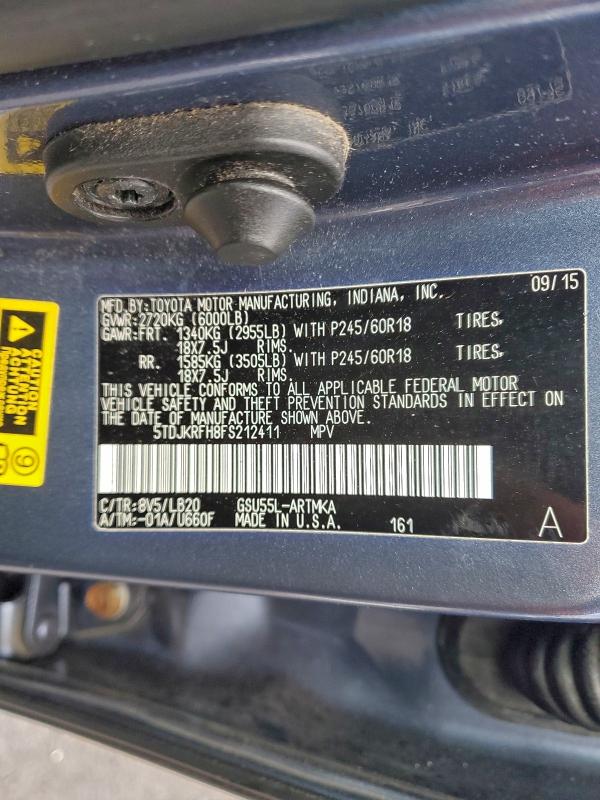 09/15
MFD.BY:TOYOTA MOTOR MANUFACTURING, INDIANA, INC.
GVWR:2720KG (6000LB)
GAWR:FRT. 1340KG (2955LB) WITH P245/60R18 TIRES,
18X7.5J RIMS.
RR. 1585KG (3505LB) WITH P245/60R18 TIRES,
18X7.5J RIMS.
THIS VEHICLE CONFORMS TO ALL APPLICABLE FEDERAL MOTOR
VEHICLE SAFETY AND THEFT PREVENTION STANDARDS IN EFFECT ON
THE DATE OF MANUFACTURE SHOWN ABOVE.
5TDJKRFH8FS212411 MPV
C/TR:8V5/LB20 GSU55L-ARTMKA
A/TM:-01A/U660F MADE IN U.S.A. 161 A
CAUTION
ATTENTION